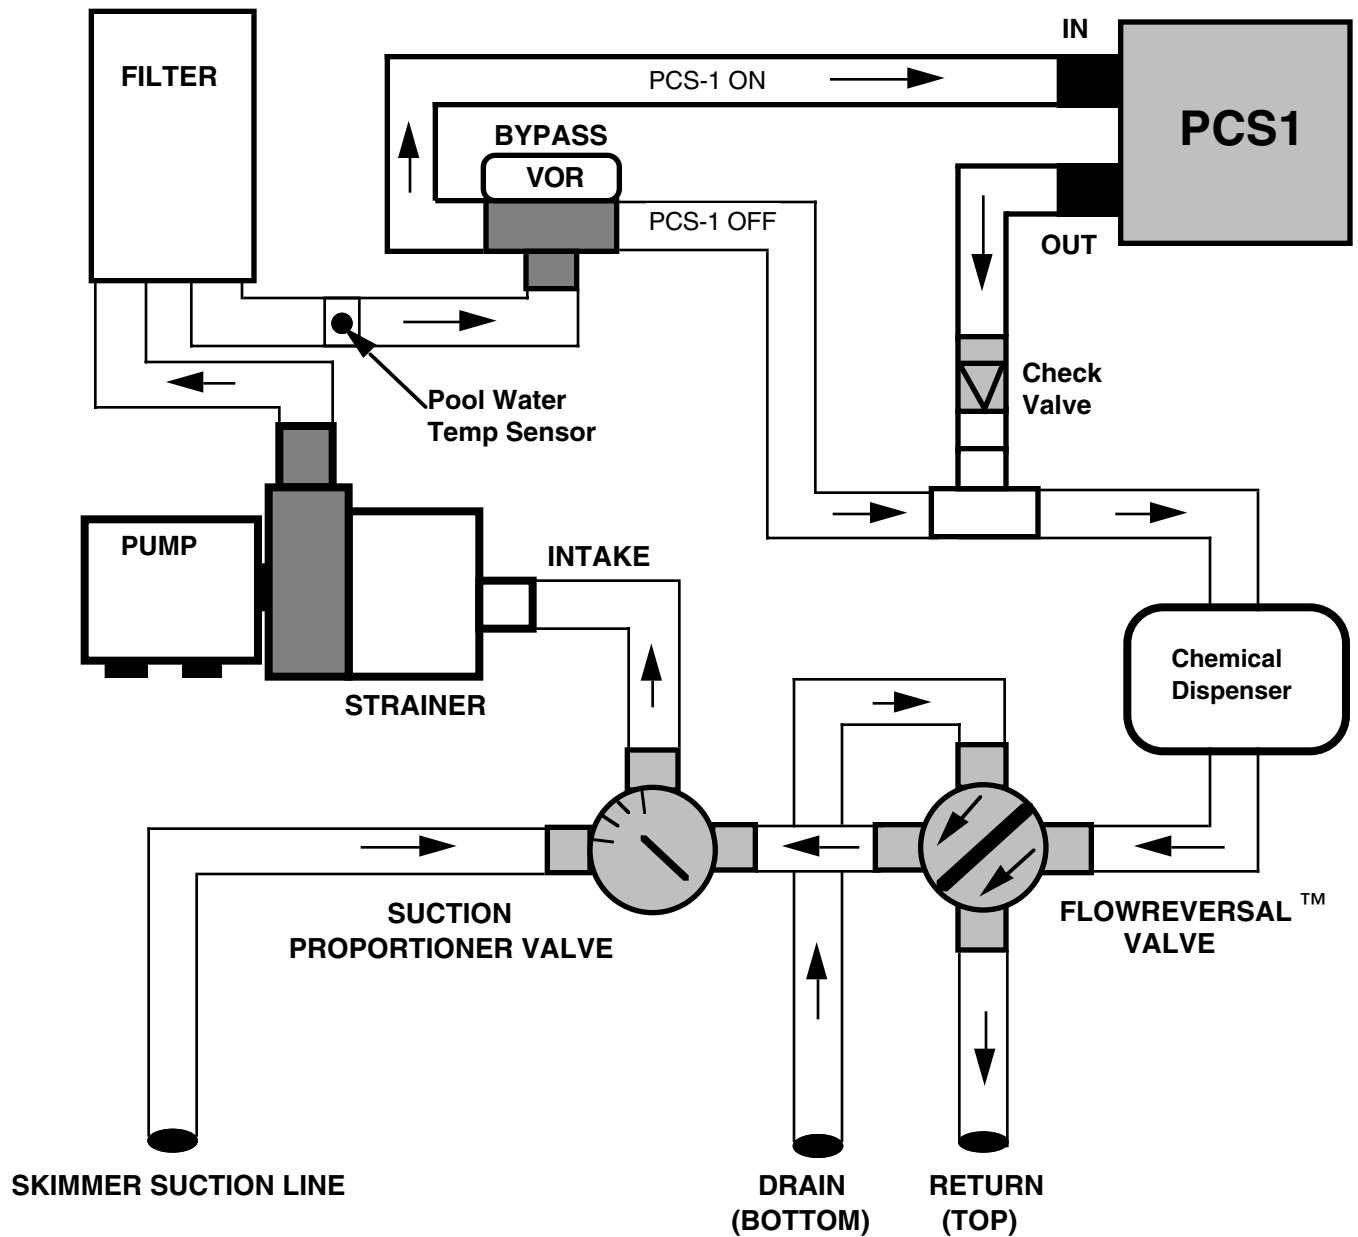 IN
FILTER
PCS-1 ON
PCS1
BYPASS
VOR
PCS-1 OFF
OUT
Check
Valve
Pool Water
Temp Sensor
PUMP
INTAKE
Chemical
Dispenser
STRAINER
SUCTION
PROPORTIONER VALVE
FLOWREVERSAL ™
VALVE
SKIMMER SUCTION LINE
DRAIN
(BOTTOM)
RETURN
(TOP)